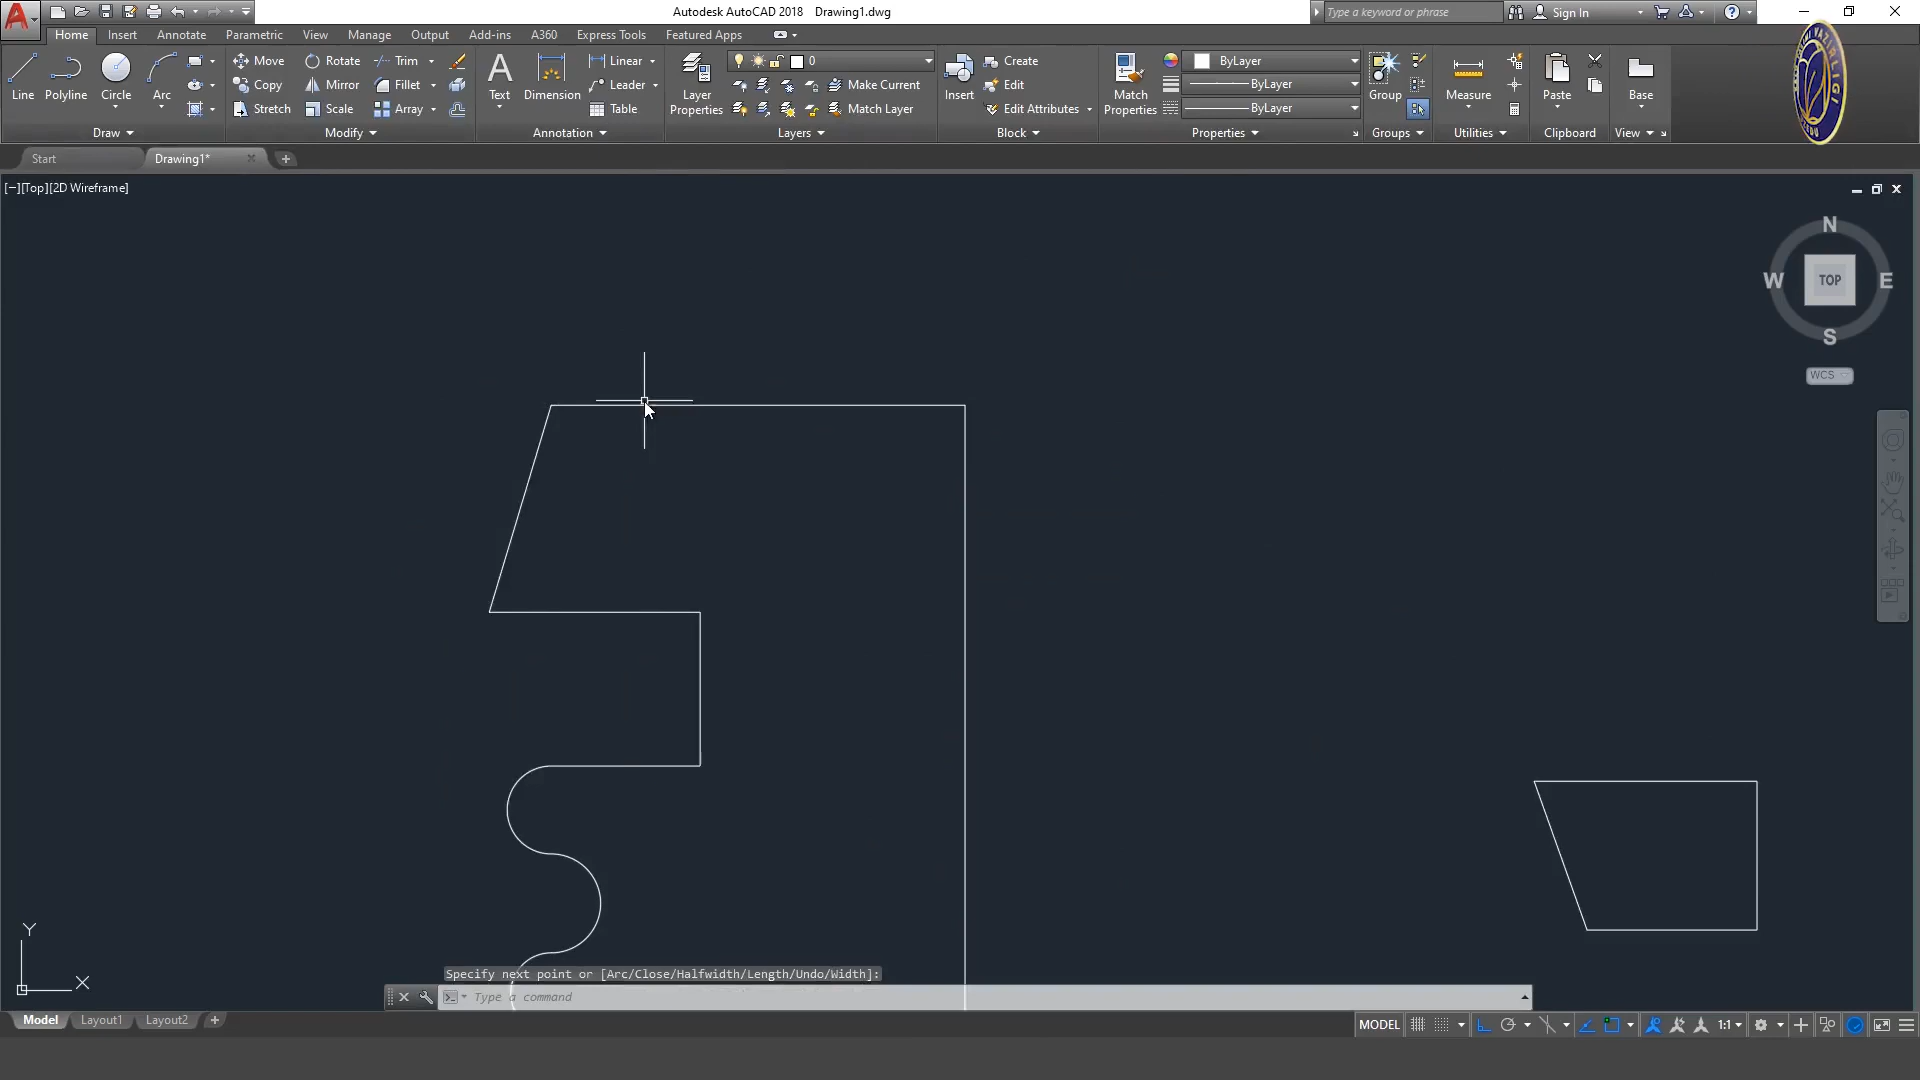 Autodesk AutoCAD 2018 Drawing1.dwg
Type a keyword or phrase
Sign In
Home Insert Annotate Parametric View Manage Output Add-ins A360 Express Tools Featured Apps
Line
Polyline
Circle
Arc
Draw
Move
Rotate
Trim
Copy
Mirror
Fillet
Stretch
Scale
Array
Modify
Text
Dimension
Linear
Leader
Table
Annotation
Layer
Properties
0
Make Current
Match Layer
Layers
Insert
Create
Edit
Edit Attributes
Block
Match
Properties
ByLayer
ByLayer
ByLayer
Properties
Group
Groups
Measure
Utilities
Paste
Clipboard
Base
View
Start
Drawing1*
[−][Top][2D Wireframe]
N
W
TOP
E
S
WCS
Y
X
Specify next point or [Arc/Close/Halfwidth/Length/Undo/Width]:
Type a command
Model Layout1 Layout2
MODEL
1:1